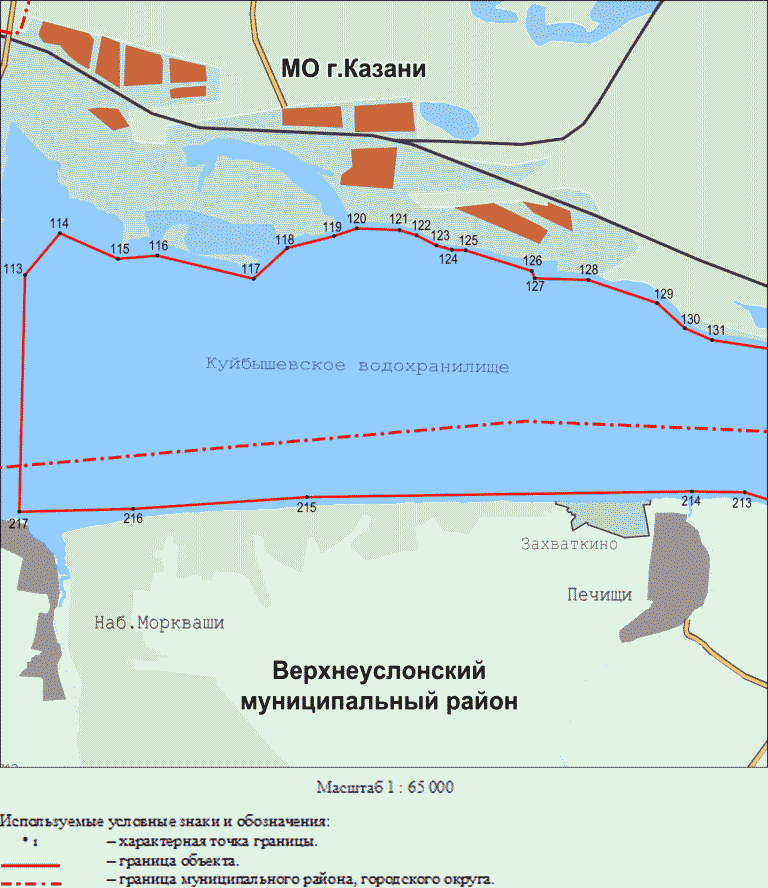 МО г.Казани
114
120
121
122
119
123
118
115
116
124
125
113
117
126
127
128
129
130
131
Куйбышевское водохранилище
217
216
215
214
213
Захваткино
Печищи
Наб.Моркваши
Верхнеуслонский
муниципальный район
Масштаб 1 : 65 000
Используемые условные знаки и обозначения:
• 1 – характерная точка границы.
– граница объекта.
– граница муниципального района, городского округа.